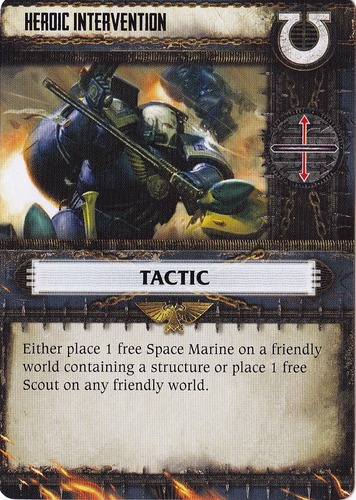 HEROIC INTERVENTION
TACTIC
Either place 1 free Space Marine on a friendly
world containing a structure or place 1 free
Scout on any friendly world.